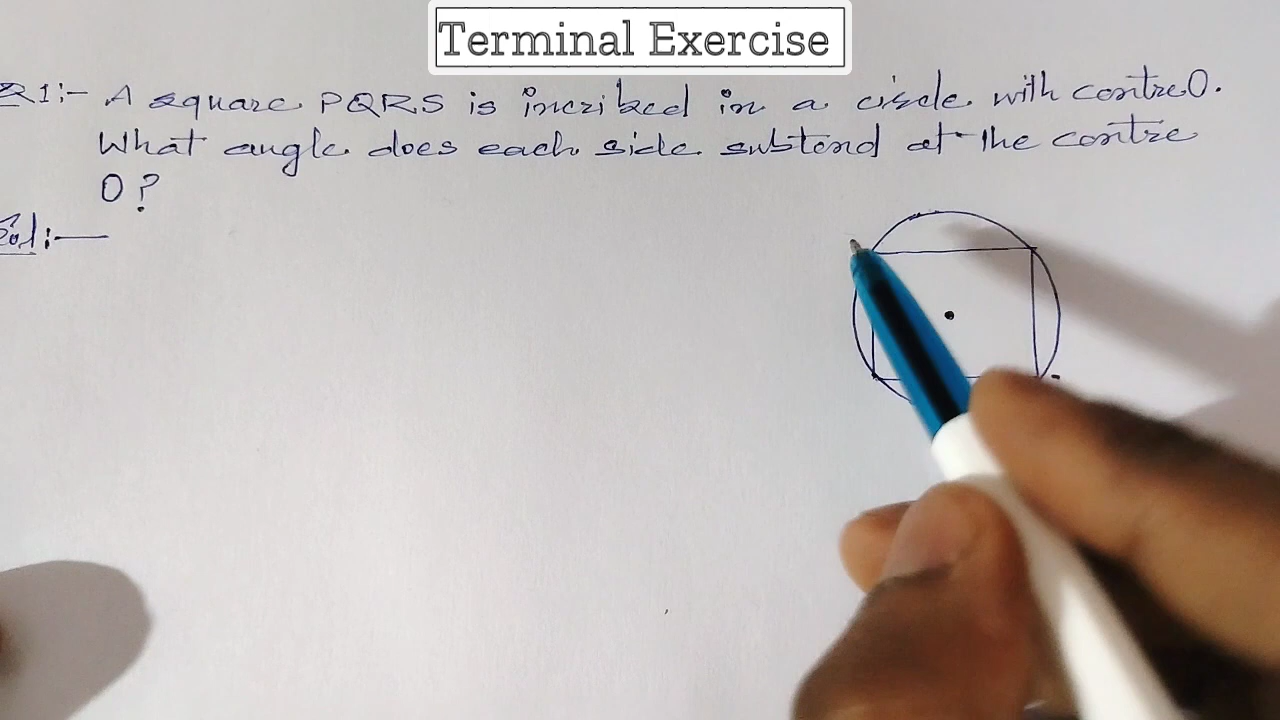 Terminal Exercise
Q1:- A square PQRS is incribed in a circle with centre O.
What angle does each side subtend at the centre
O?
Sol:-